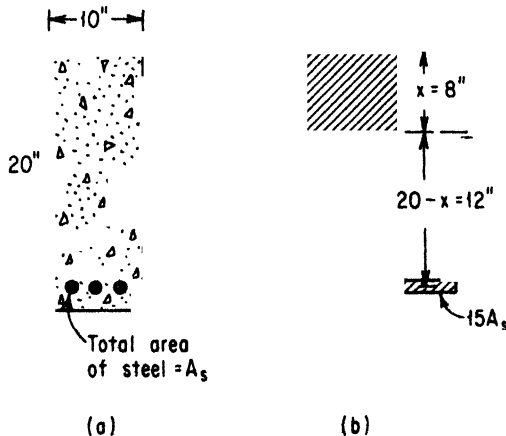 10"
20"
Total area
of steel = Aₛ
(a)
x = 8"
20 - x = 12"
15Aₛ
(b)